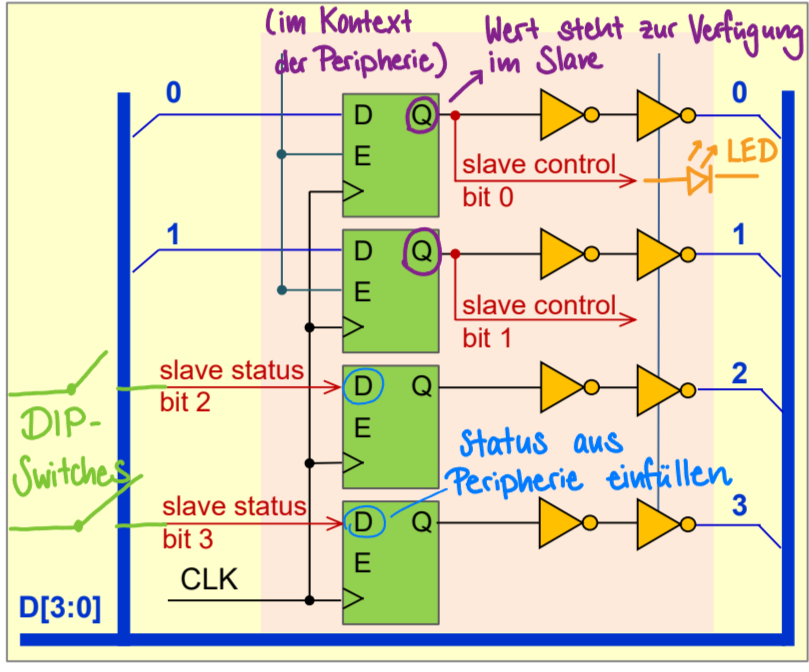 (im Kontext
der Peripherie)
Wert steht zur Verfügung
im Slave
0
D
Q
E
slave control
bit 0
LED
0
1
D
Q
E
slave control
bit 1
1
slave status
bit 2
D
Q
E
2
DIP-
Switches
Status aus
Peripherie einfüllen
slave status
bit 3
D
Q
E
3
CLK
D[3:0]